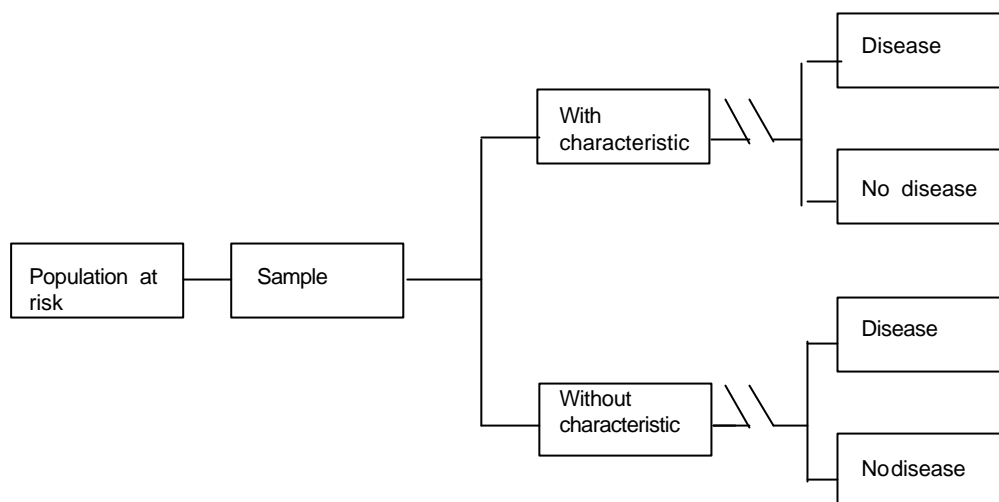 Population at
risk
Sample
With
characteristic
Disease
No disease
Without
characteristic
Disease
Nodisease